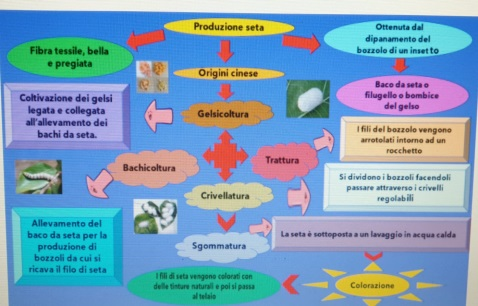 Produzione seta
Ottenuta dal
dipanamento del
bozzolo di un insetto
Fibra tessile, bella
e pregiata
Origini cinese
Baco da seta o
filugello o bombice
del gelso
Coltivazione dei gelsi
legata e collegata
all'allevamento dei
bachi da seta.
Gelsicoltura
I fili del bozzolo vengono
arrotolati intorno ad un
rocchetto
Bachicoltura
Trattura
Si dividono i bozzoli facendoli
passare attraverso i crivelli
regolabili
Crivellatura
Allevamento del
baco da seta per la
produzione di
bozzoli da cui si
ricava il filo di seta
Sgommatura
La seta è sottoposta a un lavaggio in acqua calda
I fili di seta vengono colorati con
delle tinture naturali e poi si passa
al telaio
Colorazione